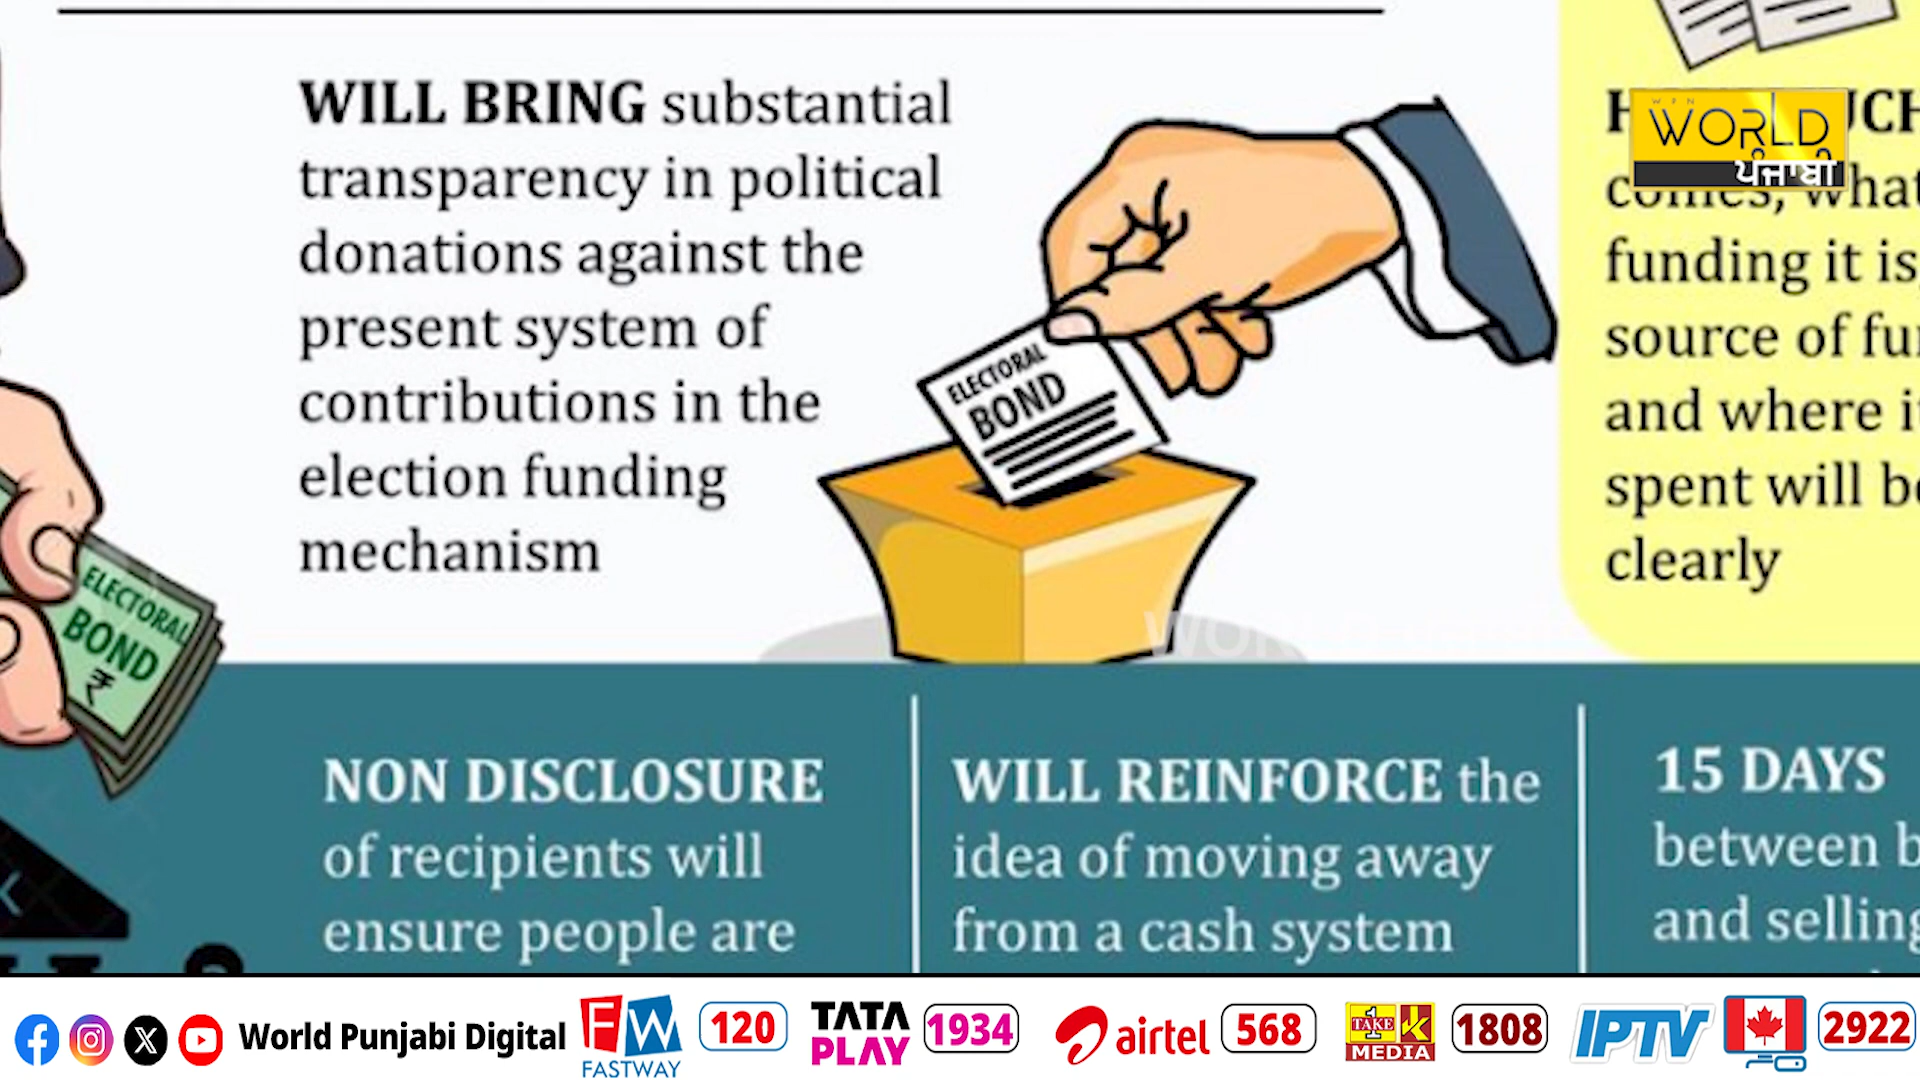 WILL BRING substantial
transparency in political
donations against the
present system of
contributions in the
election funding
mechanism
ELECTORAL
BOND
WPN
WORLD
ਪੰਜਾਬੀ
what
funding it is,
source of
and where
spent will
clearly
ELECTORAL
BOND
₹
NON DISCLOSURE
of recipients will
ensure people are
WILL REINFORCE the
idea of moving away
from a cash system
15 DAYS
between
and selling
WORLD
World Punjabi Digital
FW
FASTWAY
120
TATA
PLAY
1934
airtel
568
TAKE 1 K
MEDIA
1808
IPTV
2922